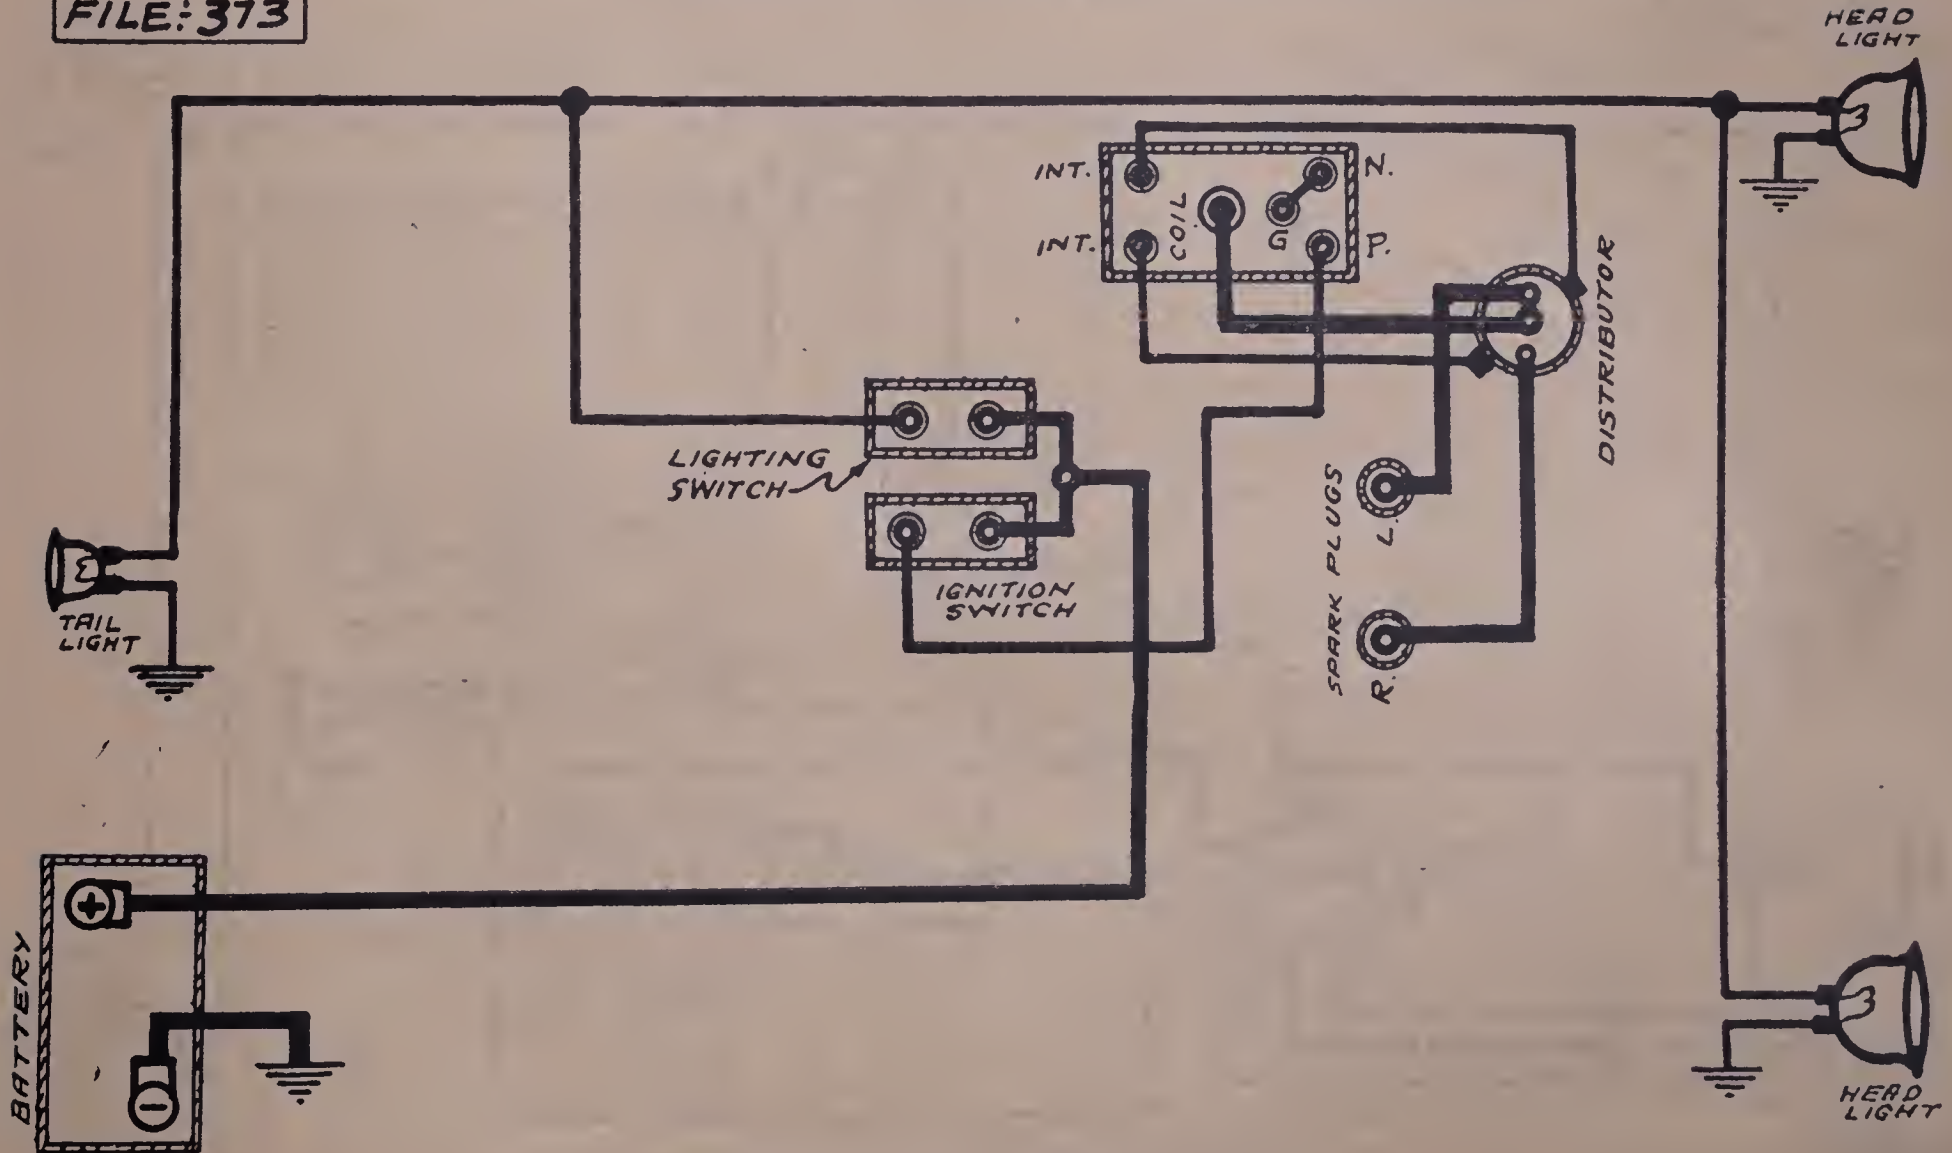 FILE:373
HEAD
LIGHT
INT.
N.
COIL
INT.
G
P.
DISTRIBUTOR
LIGHTING
SWITCH
SPARK PLUGS
L.
IGNITION
SWITCH
R.
TAIL
LIGHT
BATTERY
+
−
HEAD
LIGHT